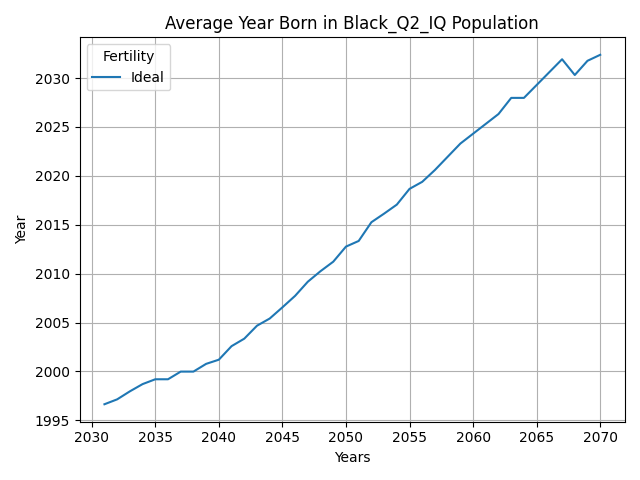 Average Year Born in Black_Q2_IQ Population
Fertility
Ideal
Year
2030
2025
2020
2015
2010
2005
2000
1995
2030 2035 2040 2045 2050 2055 2060 2065 2070
Years